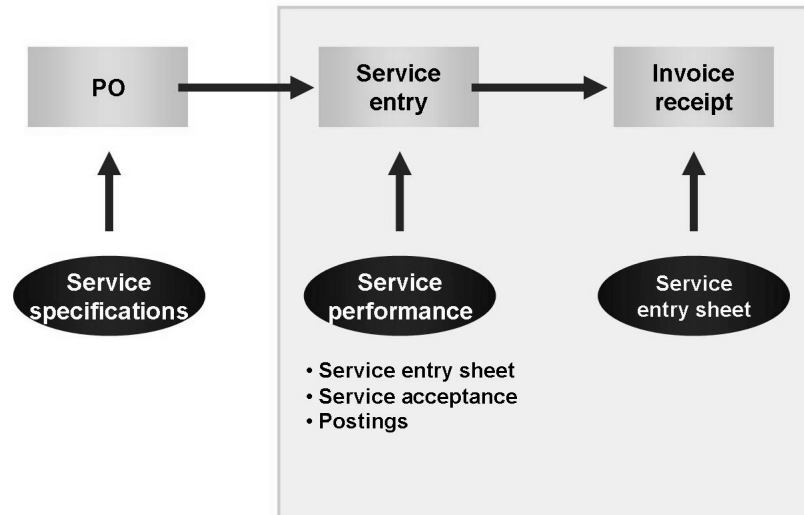 PO
Service
entry
Invoice
receipt
Service
specifications
Service
performance
Service
entry sheet
• Service entry sheet
• Service acceptance
• Postings